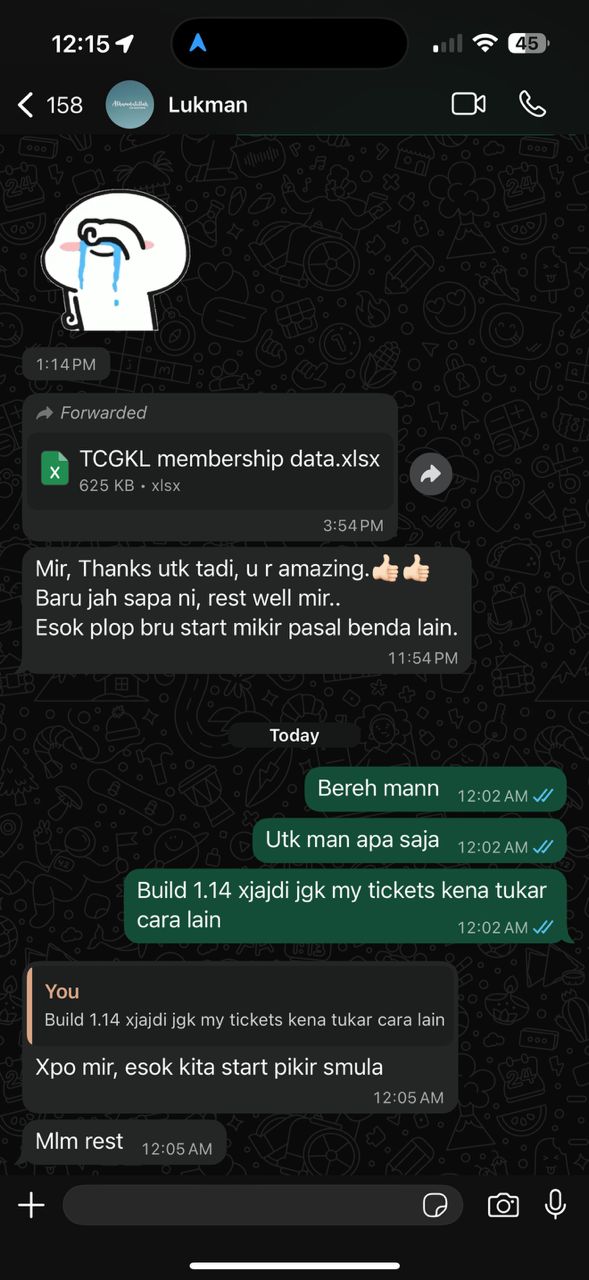 12:15
45
158
Lukman
1:14 PM
Forwarded
X
TCGKL membership data.xlsx
625 KB • xlsx
3:54 PM
Mir, Thanks utk tadi, u r amazing.👍🏻👍🏻
Baru jah sapa ni, rest well mir..
Esok plop bru start mikir pasal benda lain.
11:54 PM
Today
Bereh mann 12:02 AM
Utk man apa saja 12:02 AM
Build 1.14 xjajdi jgk my tickets kena tukar
cara lain
12:02 AM
You
Build 1.14 xjajdi jgk my tickets kena tukar cara lain
Xpo mir, esok kita start pikir smula
12:05 AM
Mlm rest 12:05 AM